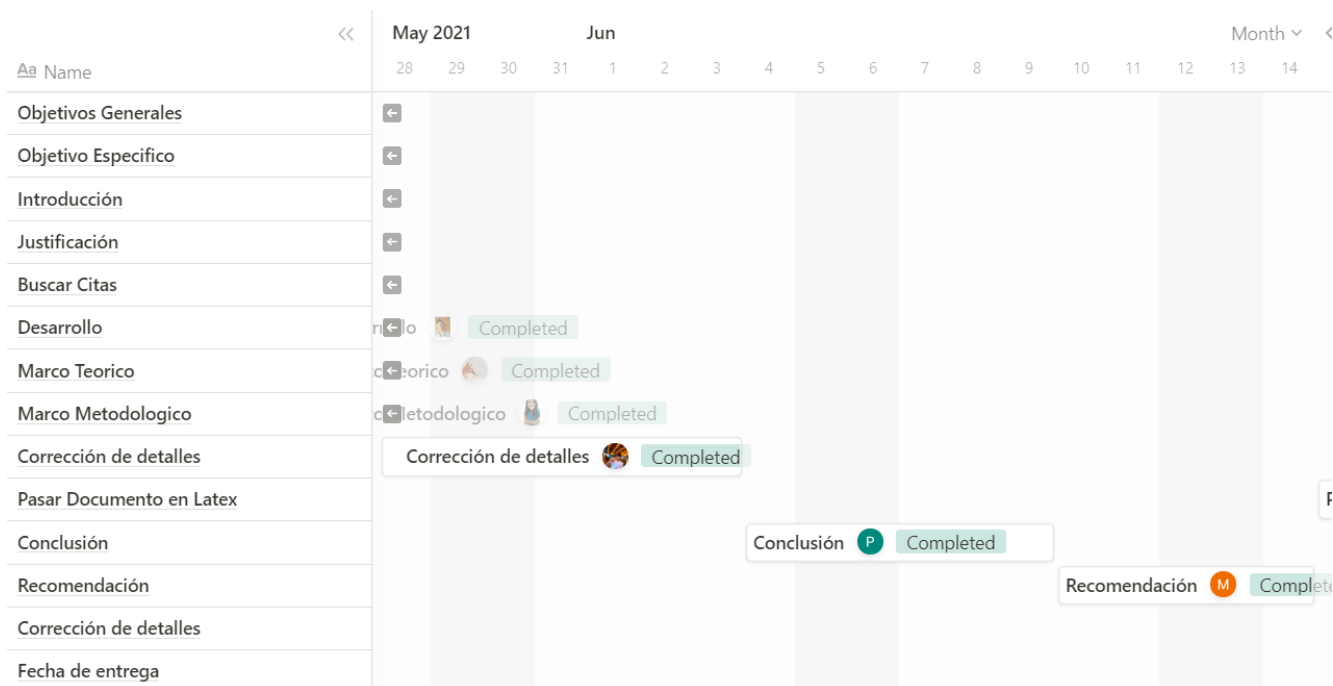 May 2021 Jun Month
Aa Name 28 29 30 31 1 2 3 4 5 6 7 8 9 10 11 12 13 14
Objetivos Generales
Objetivo Especifico
Introducción
Justificación
Buscar Citas
Desarrollo Completed
Marco Teorico Completed
Marco Metodologico Completed
Corrección de detalles Corrección de detalles Completed
Pasar Documento en Latex P
Conclusión Conclusión P Completed
Recomendación Recomendación M Complete
Corrección de detalles
Fecha de entrega